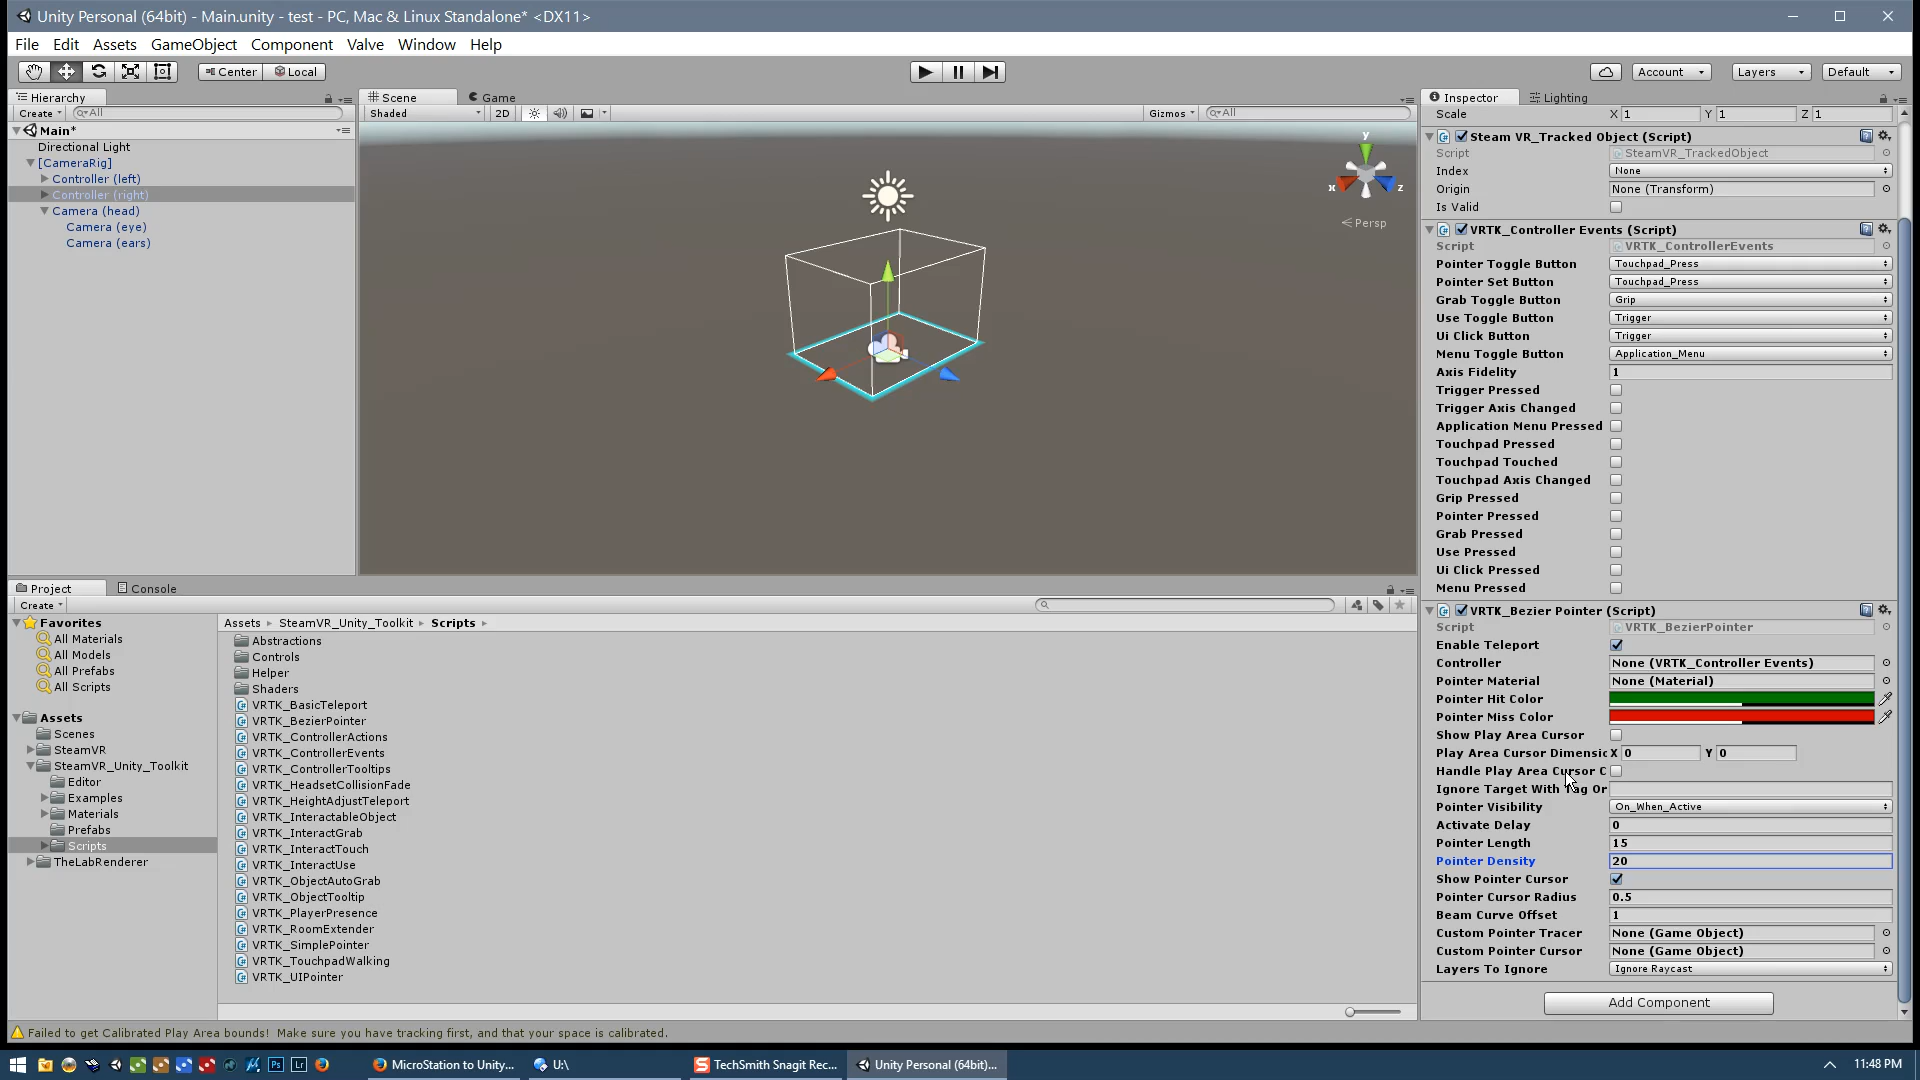 Unity Personal (64bit) - Main.unity - test - PC, Mac & Linux Standalone* <DX11>
File Edit Assets GameObject Component Valve Window Help
Center Local Account Layers Default
Hierarchy
Create All
Main*
Directional Light
[CameraRig]
Controller (left)
Controller (right)
Camera (head)
Camera (eye)
Camera (ears)
Scene Game
Shaded 2D Gizmos All
y
x z
Persp
Inspector Lighting
Scale X 1 Y 1 Z 1
Steam VR_Tracked Object (Script)
Script SteamVR_TrackedObject
Index None
Origin None (Transform)
Is Valid
VRTK_Controller Events (Script)
Script VRTK_ControllerEvents
Pointer Toggle Button Touchpad_Press
Pointer Set Button Touchpad_Press
Grab Toggle Button Grip
Use Toggle Button Trigger
Ui Click Button Trigger
Menu Toggle Button Application_Menu
Axis Fidelity 1
Trigger Pressed
Trigger Axis Changed
Application Menu Pressed
Touchpad Pressed
Touchpad Touched
Touchpad Axis Changed
Grip Pressed
Pointer Pressed
Grab Pressed
Use Pressed
Ui Click Pressed
Menu Pressed
VRTK_Bezier Pointer (Script)
Script VRTK_BezierPointer
Enable Teleport
Controller None (VRTK_Controller Events)
Pointer Material None (Material)
Pointer Hit Color
Pointer Miss Color
Show Play Area Cursor
Play Area Cursor Dimensic X 0 Y 0
Handle Play Area Cursor C
Ignore Target With Tag Or
Pointer Visibility On_When_Active
Activate Delay 0
Pointer Length 15
Pointer Density 20
Show Pointer Cursor
Pointer Cursor Radius 0.5
Beam Curve Offset 1
Custom Pointer Tracer None (Game Object)
Custom Pointer Cursor None (Game Object)
Layers To Ignore Ignore Raycast
Add Component
Project Console
Create
Favorites
All Materials
All Models
All Prefabs
All Scripts
Assets
Scenes
SteamVR
SteamVR_Unity_Toolkit
Editor
Examples
Materials
Prefabs
Scripts
TheLabRenderer
Assets SteamVR_Unity_Toolkit Scripts
Abstractions
Controls
Helper
Shaders
VRTK_BasicTeleport
VRTK_BezierPointer
VRTK_ControllerActions
VRTK_ControllerEvents
VRTK_ControllerTooltips
VRTK_HeadsetCollisionFade
VRTK_HeightAdjustTeleport
VRTK_InteractableObject
VRTK_InteractGrab
VRTK_InteractTouch
VRTK_InteractUse
VRTK_ObjectAutoGrab
VRTK_ObjectTooltip
VRTK_PlayerPresence
VRTK_RoomExtender
VRTK_SimplePointer
VRTK_TouchpadWalking
VRTK_UIPointer
Failed to get Calibrated Play Area bounds! Make sure you have tracking first, and that your space is calibrated.
Ps Lr MicroStation to Unity... U:\ TechSmith Snagit Rec... Unity Personal (64bit)... 11:48 PM